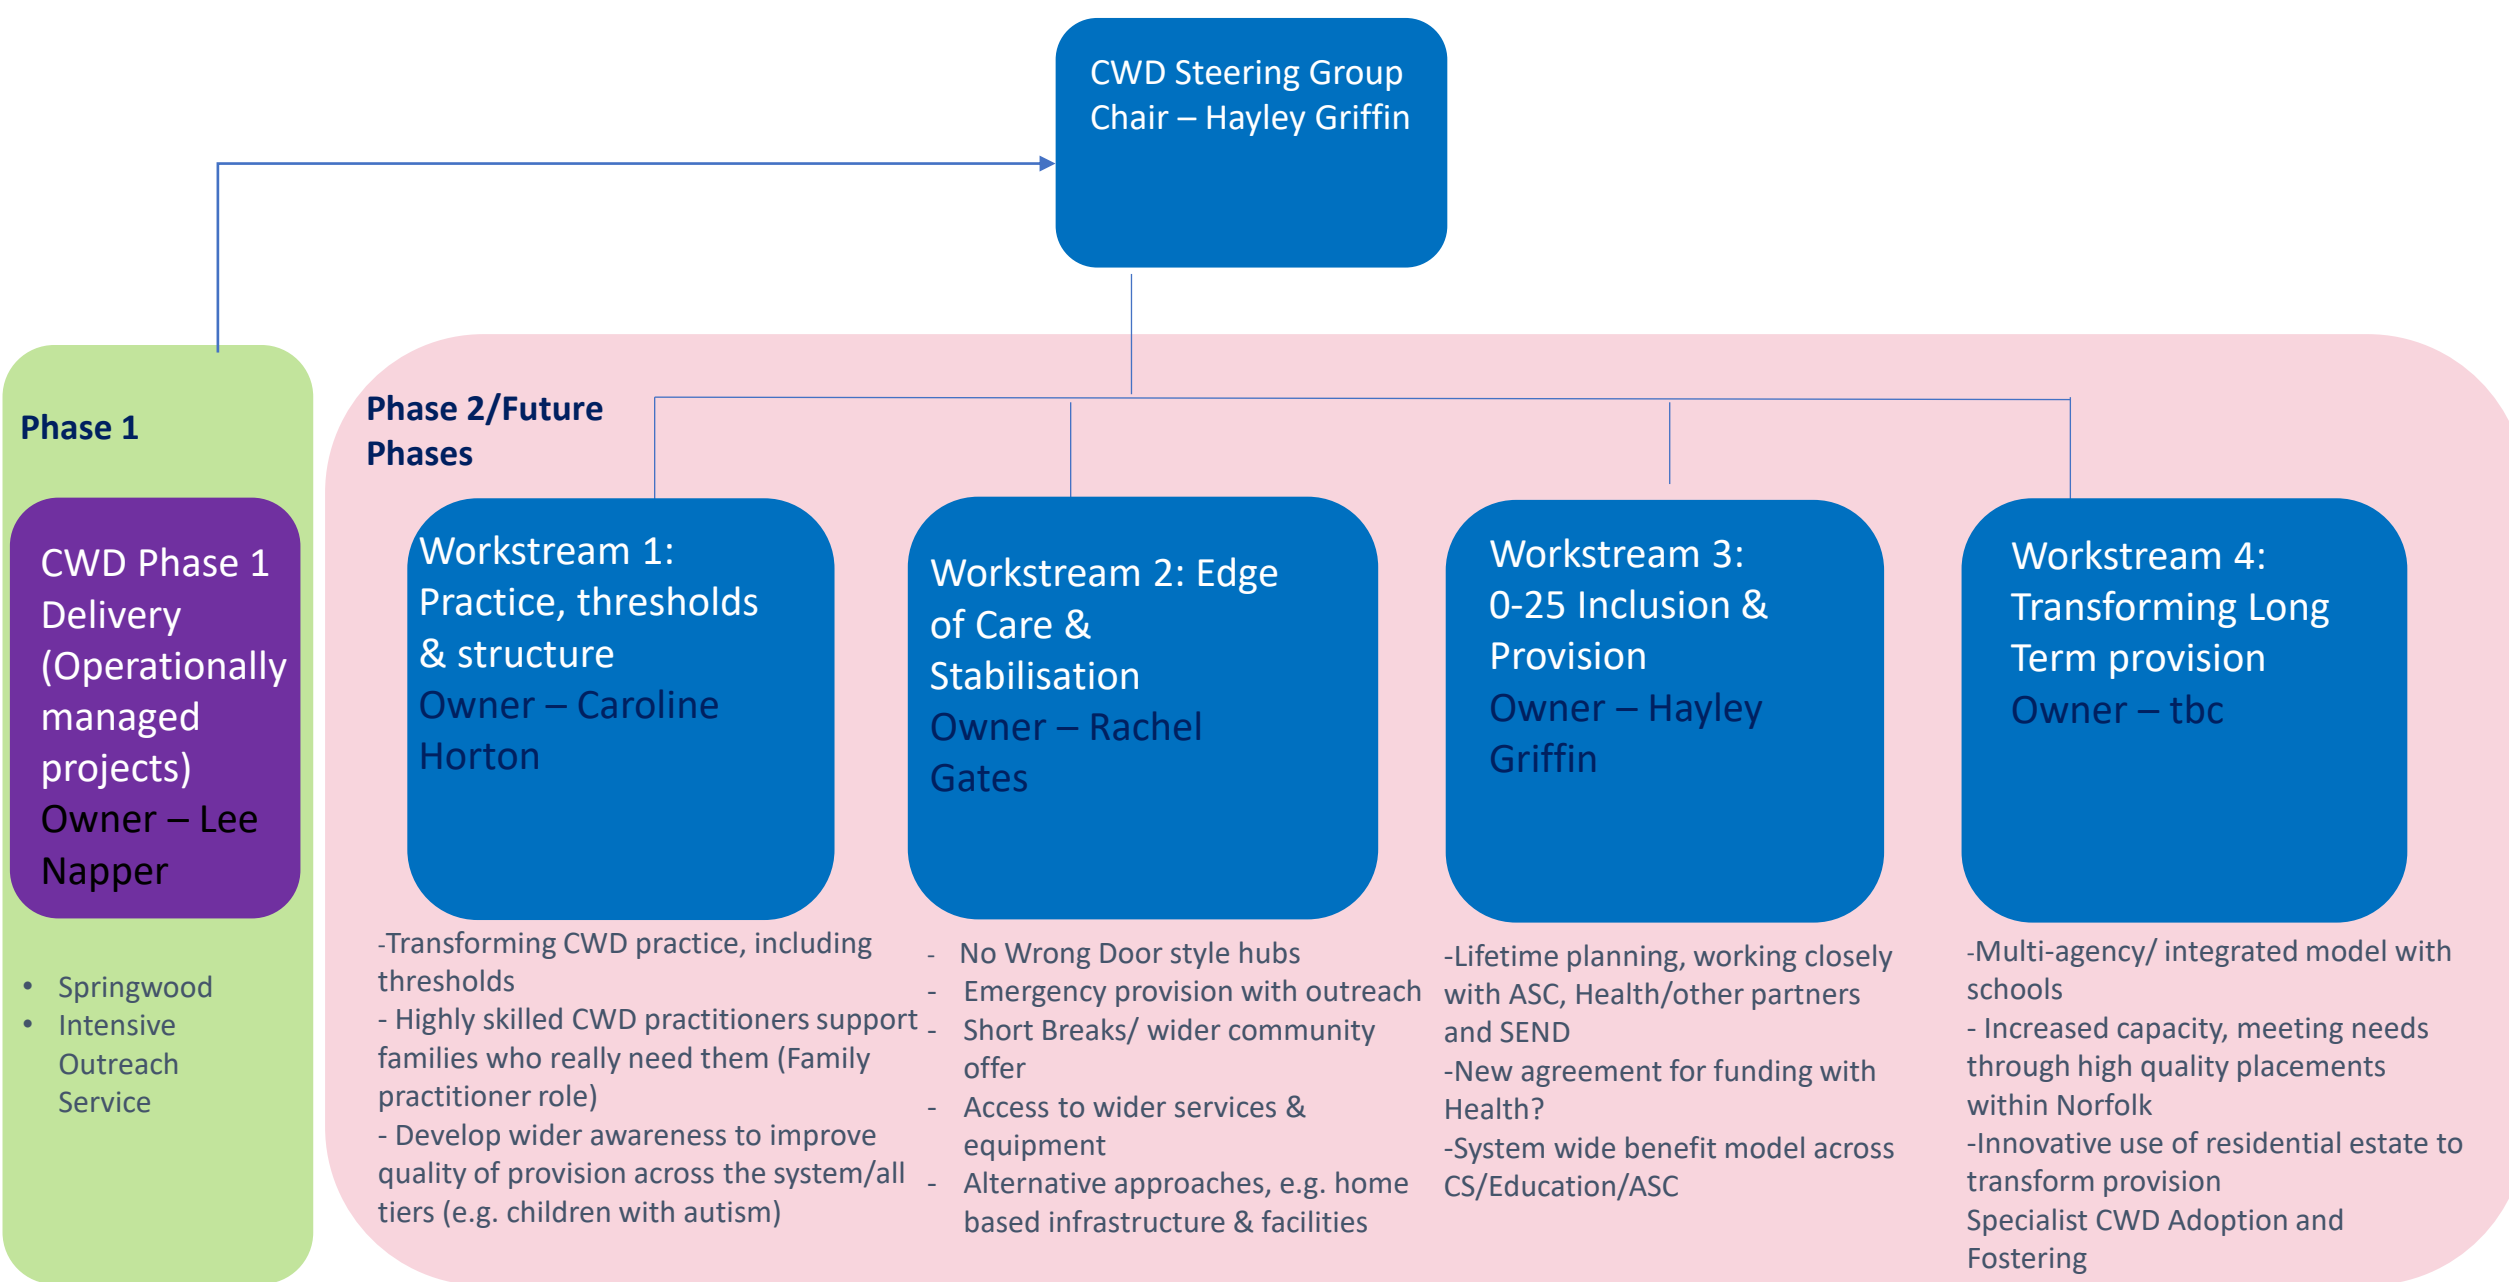 CWD Steering Group
Chair – Hayley Griffin
Phase 1
CWD Phase 1
Delivery
(Operationally
managed
projects)
Owner – Lee
Napper
• Springwood
• Intensive
Outreach
Service
Phase 2/Future
Phases
Workstream 1:
Practice, thresholds
& structure
Owner – Caroline
Horton
-Transforming CWD practice, including
thresholds
- Highly skilled CWD practitioners support
families who really need them (Family
practitioner role)
- Develop wider awareness to improve
quality of provision across the system/all
tiers (e.g. children with autism)
Workstream 2: Edge
of Care &
Stabilisation
Owner – Rachel
Gates
- No Wrong Door style hubs
- Emergency provision with outreach
- Short Breaks/ wider community
offer
- Access to wider services &
equipment
- Alternative approaches, e.g. home
based infrastructure & facilities
Workstream 3:
0-25 Inclusion &
Provision
Owner – Hayley
Griffin
-Lifetime planning, working closely
with ASC, Health/other partners
and SEND
-New agreement for funding with
Health?
-System wide benefit model across
CS/Education/ASC
Workstream 4:
Transforming Long
Term provision
Owner – tbc
-Multi-agency/ integrated model with
schools
- Increased capacity, meeting needs
through high quality placements
within Norfolk
-Innovative use of residential estate to
transform provision
Specialist CWD Adoption and
Fostering